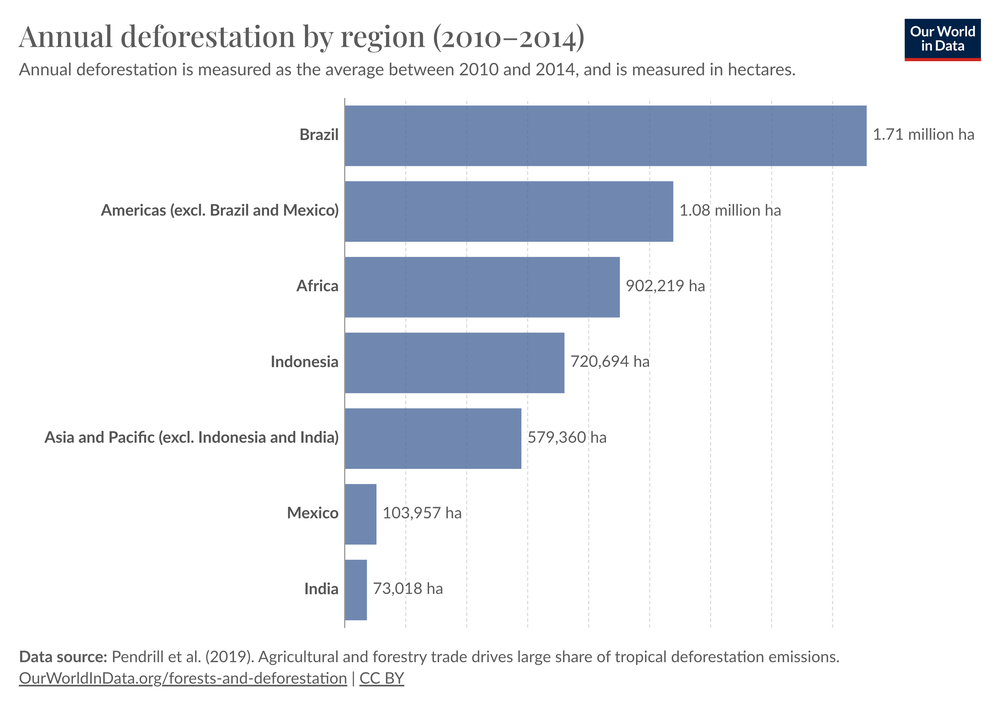 Annual deforestation by region (2010–2014)
Our World
in Data
Annual deforestation is measured as the average between 2010 and 2014, and is measured in hectares.
Brazil 1.71 million ha
Americas (excl. Brazil and Mexico) 1.08 million ha
Africa 902,219 ha
Indonesia 720,694 ha
Asia and Pacific (excl. Indonesia and India) 579,360 ha
Mexico 103,957 ha
India 73,018 ha
Data source: Pendrill et al. (2019). Agricultural and forestry trade drives large share of tropical deforestation emissions.
OurWorldInData.org/forests-and-deforestation | CC BY